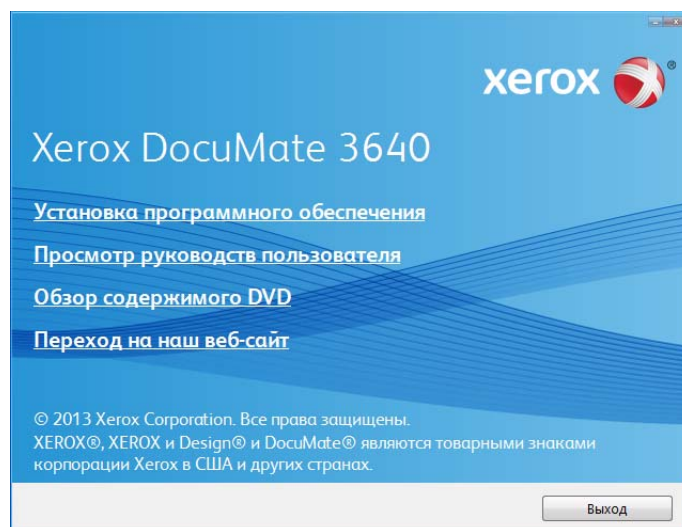 xerox ®
Xerox DocuMate 3640
Установка программного обеспечения
Просмотр руководств пользователя
Обзор содержимого DVD
Переход на наш веб-сайт
© 2013 Xerox Corporation. Все права защищены.
XEROX®, XEROX и Design® и DocuMate® являются товарными знаками
корпорации Xerox в США и других странах.
Выход